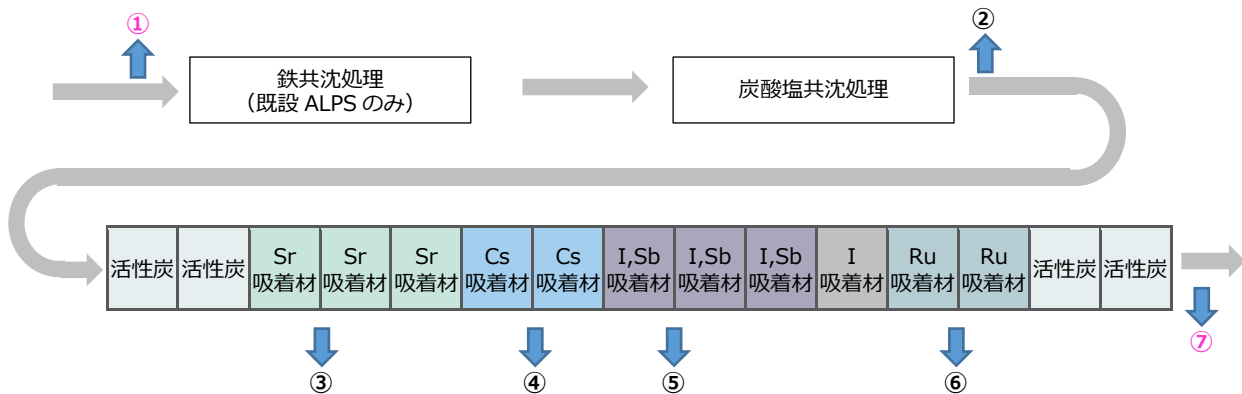 ①
②
鉄共沈処理
（既設 ALPS のみ）
炭酸塩共沈処理
活性炭
活性炭
Sr
吸着材
Sr
吸着材
Sr
吸着材
Cs
吸着材
Cs
吸着材
I,Sb
吸着材
I,Sb
吸着材
I,Sb
吸着材
I
吸着材
Ru
吸着材
Ru
吸着材
活性炭
活性炭
③
④
⑤
⑥
⑦